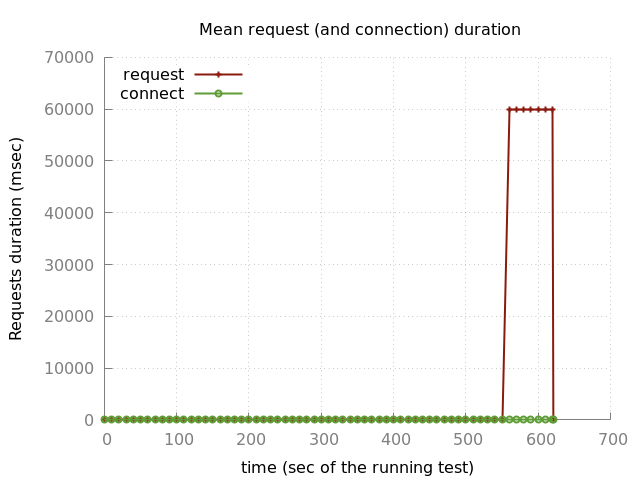 Mean request (and connection) duration
70000
60000
50000
40000
30000
20000
10000
0
request
connect
Requests duration (msec)
0 100 200 300 400 500 600 700
time (sec of the running test)